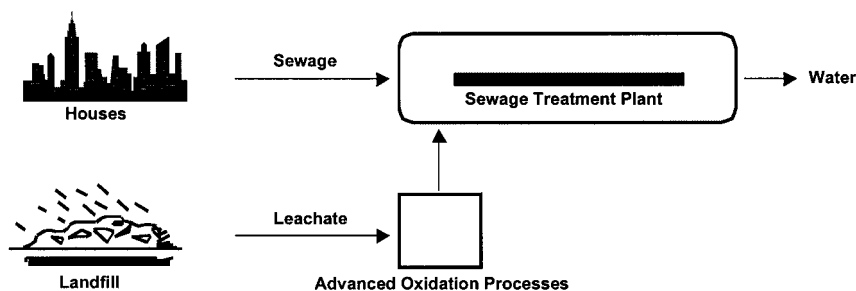 Sewage
Sewage Treatment Plant
Water
Houses
Leachate
Landfill
Advanced Oxidation Processes